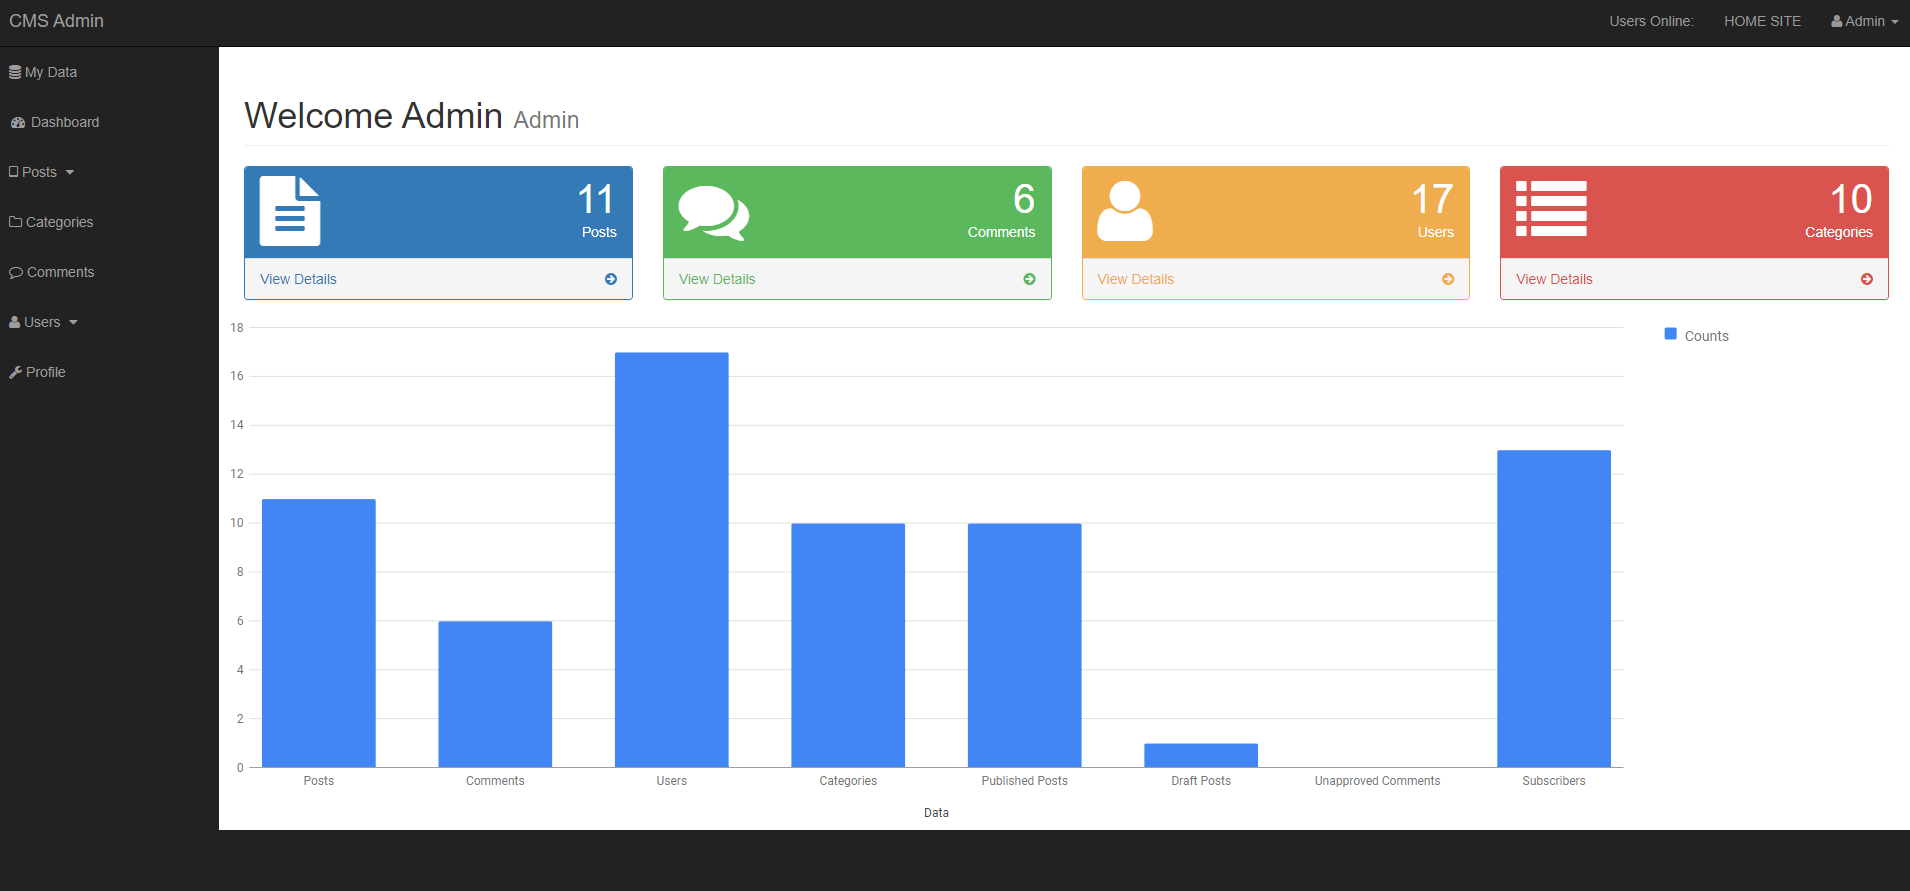 CMS Admin
Users Online:
HOME SITE
Admin
My Data
Dashboard
Posts
Categories
Comments
Users
Profile
Welcome Admin Admin
11
Posts
View Details
6
Comments
View Details
17
Users
View Details
10
Categories
View Details
18
16
14
12
10
8
6
4
2
0
Counts
Posts
Comments
Users
Categories
Published Posts
Draft Posts
Unapproved Comments
Subscribers
Data